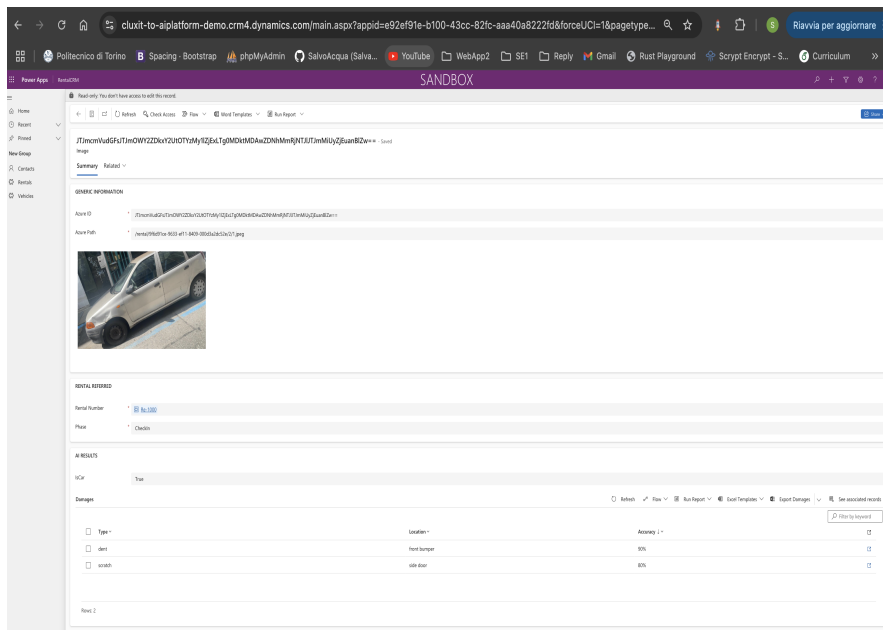 cluxit-to-aiplatform-demo.crm4.dynamics.com/main.aspx?appid=e92ef91e-b100-43cc-82fc-aaa40a8222fd&forceUCI=1&pagetype...
S
Riavvia per aggiornare
Politecnico di Torino
B Spacing · Bootstrap
phpMyAdmin
SalvoAcqua (Salva...
YouTube
WebApp2
SE1
Reply
Gmail
Rust Playground
Scrypt Encrypt - S...
Curriculum
»
Power Apps
RentalCRM
SANDBOX
Read-only: You don't have access to edit this record.
Home
Recent
Pinned
New Group
Contacts
Rentals
Vehicles
Refresh
Check Access
Flow
Word Templates
Run Report
Share
- Saved
Image
Summary Related
GENERIC INFORMATION
Azure ID *
Azure Path *
RENTAL REFERRED
Rental Number * Re-1000
Phase * CheckIn
AI RESULTS
IsCar True
Damages
Refresh
Flow
Run Report
Excel Templates
Export Damages
See associated records
Filter by keyword
Type Location Accuracy ↓
dent front bumper 90%
scratch side door 80%
Rows: 2